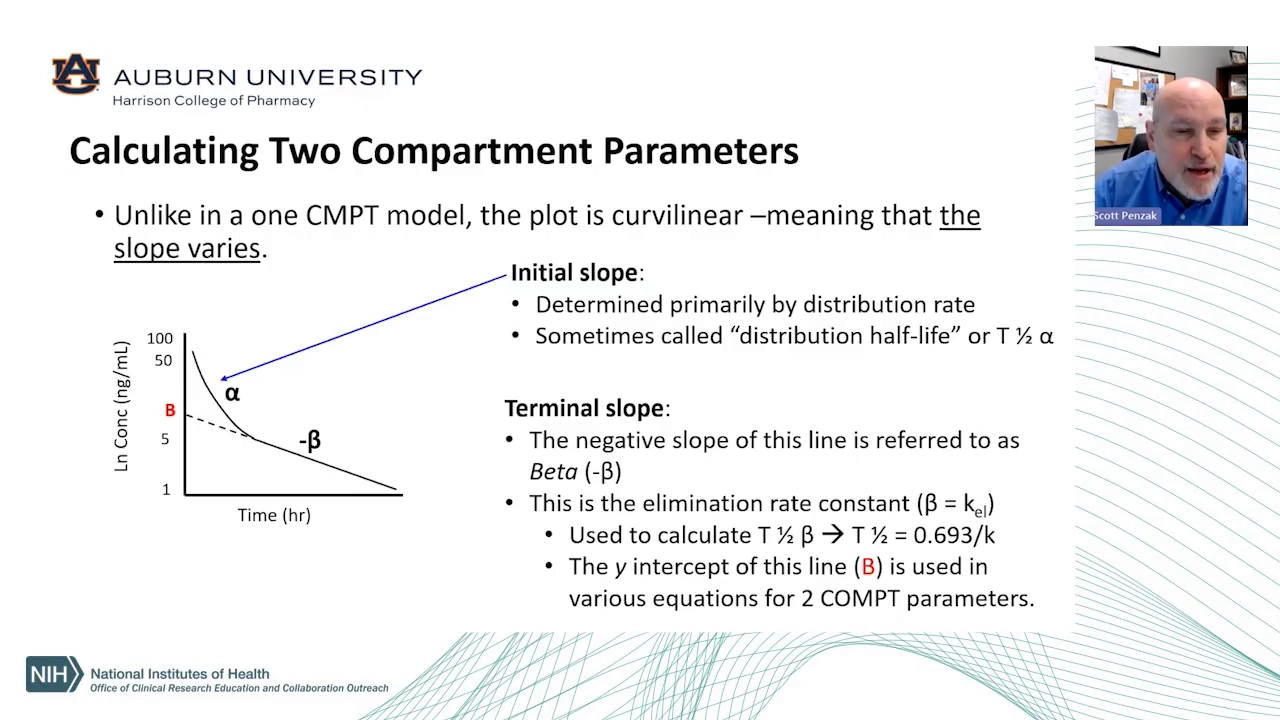 AUBURN UNIVERSITY
Harrison College of Pharmacy
Calculating Two Compartment Parameters
Scott Penzak
• Unlike in a one CMPT model, the plot is curvilinear –meaning that the
slope varies.
Initial slope:
• Determined primarily by distribution rate
• Sometimes called “distribution half-life” or T ½ α
Ln Conc (ng/mL)
100
50
B
5
1
α
-β
Time (hr)
Terminal slope:
• The negative slope of this line is referred to as
Beta (-β)
• This is the elimination rate constant (β = kel)
• Used to calculate T ½ β → T ½ = 0.693/k
• The y intercept of this line (B) is used in
various equations for 2 COMPT parameters.
NIH
National Institutes of Health
Office of Clinical Research Education and Collaboration Outreach